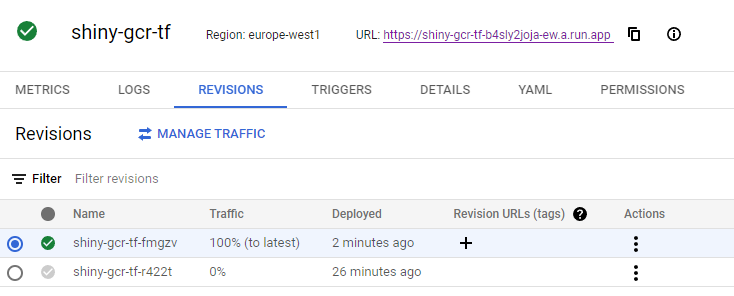 shiny-gcr-tf Region: europe-west1 URL: https://shiny-gcr-tf-b4sly2joja-ew.a.run.app
METRICS LOGS REVISIONS TRIGGERS DETAILS YAML PERMISSIONS
Revisions MANAGE TRAFFIC
Filter Filter revisions
Name Traffic Deployed Revision URLs (tags) Actions
shiny-gcr-tf-fmgzv 100% (to latest) 2 minutes ago
shiny-gcr-tf-r422t 0% 26 minutes ago